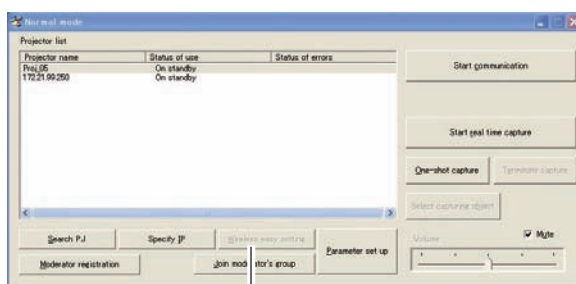 Normal mode
Projector list
Projector name Status of use Status of errors
Proj_05 On standby
172.21.99.250 On standby
Start communication
Start real time capture
One-shot capture Terminate capture
Select capturing object
Search PJ Specify IP Wireless easy setting
Parameter set up
Volume Mute
Moderator registration Join moderator's group